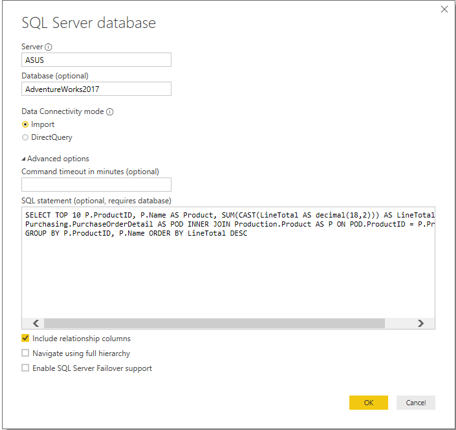 SQL Server database
Server
ASUS
Database (optional)
AdventureWorks2017
Data Connectivity mode
Import
DirectQuery
Advanced options
Command timeout in minutes (optional)
SQL statement (optional, requires database)
SELECT TOP 10 P.ProductID, P.Name AS Product, SUM(CAST(LineTotal AS decimal(18,2))) AS LineTotal
Purchasing.PurchaseOrderDetail AS POD INNER JOIN Production.Product AS P ON POD.ProductID = P.Pr
GROUP BY P.ProductID, P.Name ORDER BY LineTotal DESC
Include relationship columns
Navigate using full hierarchy
Enable SQL Server Failover support
OK Cancel